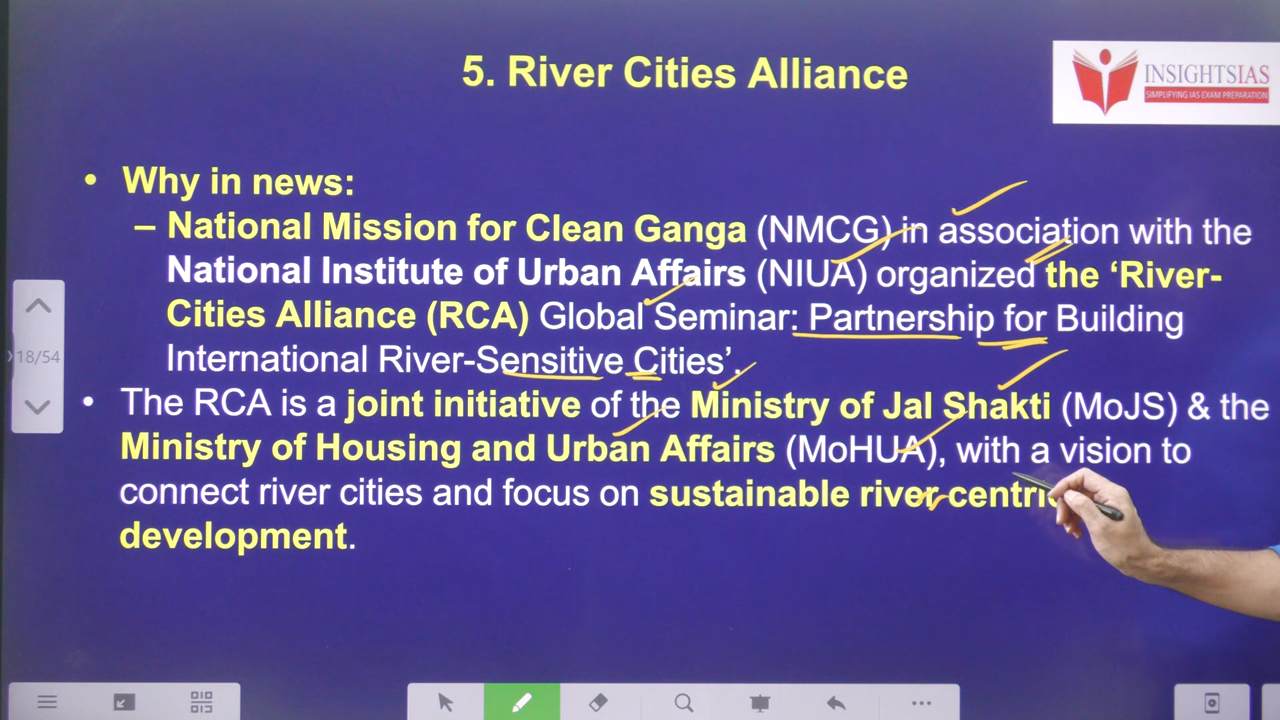 5. River Cities Alliance
INSIGHTSIAS
SIMPLIFYING IAS EXAM PREPARATION
• Why in news:
– National Mission for Clean Ganga (NMCG) in association with the
National Institute of Urban Affairs (NIUA) organized the ‘River-
Cities Alliance (RCA) Global Seminar: Partnership for Building
International River-Sensitive Cities’.
• The RCA is a joint initiative of the Ministry of Jal Shakti (MoJS) & the
Ministry of Housing and Urban Affairs (MoHUA), with a vision to
connect river cities and focus on sustainable river centric
development.
18/54